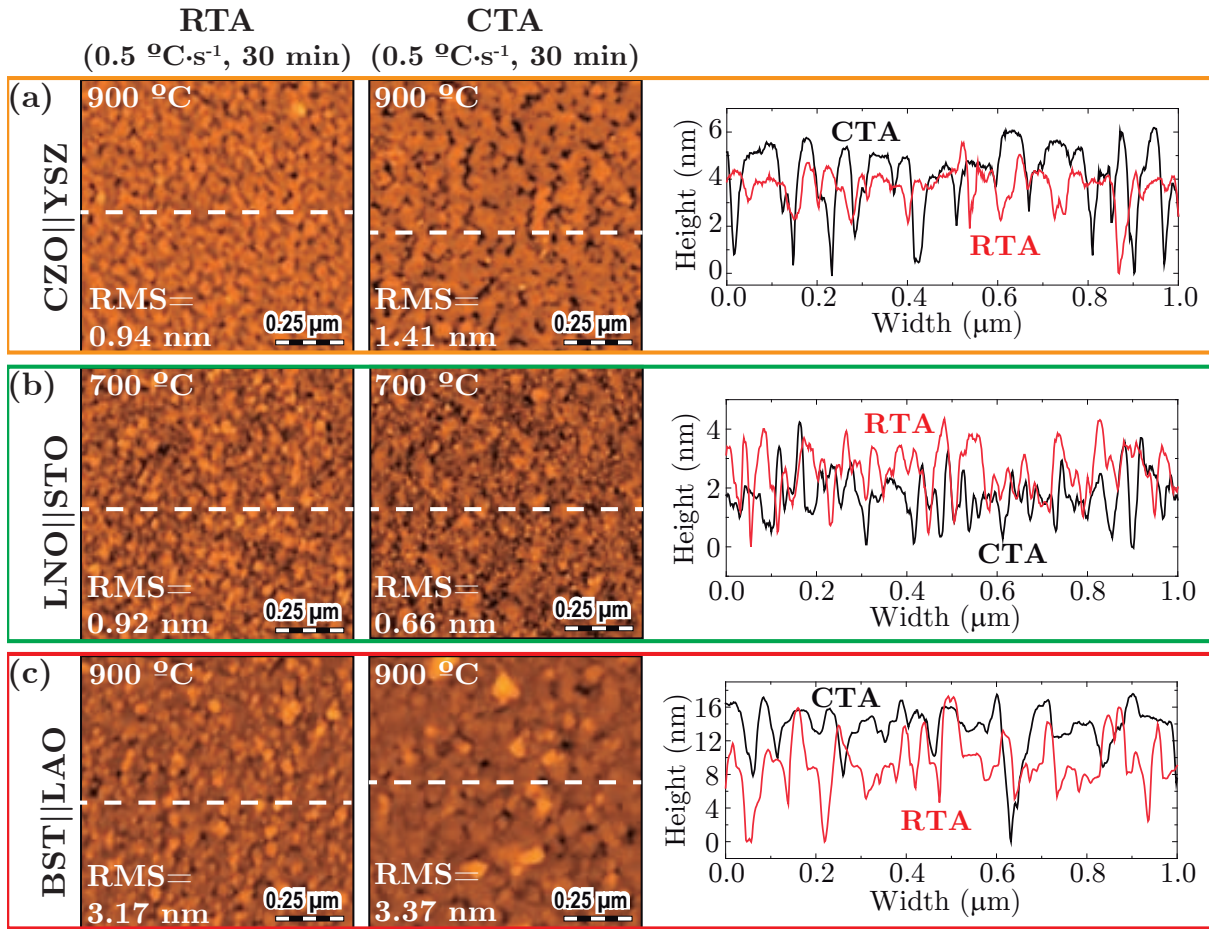 RTA
(0.5 ºC·s⁻¹, 30 min)
CTA
(0.5 ºC·s⁻¹, 30 min)
(a)
CZO||YSZ
900 ºC
RMS=
0.94 nm
0.25 µm
900 ºC
RMS=
1.41 nm
0.25 µm
Height (nm)
6
4
2
0
CTA
RTA
0.0 0.2 0.4 0.6 0.8 1.0
Width (µm)
(b)
LNO||STO
700 ºC
RMS=
0.92 nm
0.25 µm
700 ºC
RMS=
0.66 nm
0.25 µm
Height (nm)
4
2
0
RTA
CTA
0.0 0.2 0.4 0.6 0.8 1.0
Width (µm)
(c)
BST||LAO
900 ºC
RMS=
3.17 nm
0.25 µm
900 ºC
RMS=
3.37 nm
0.25 µm
Height (nm)
16
12
8
4
0
CTA
RTA
0.0 0.2 0.4 0.6 0.8 1.0
Width (µm)